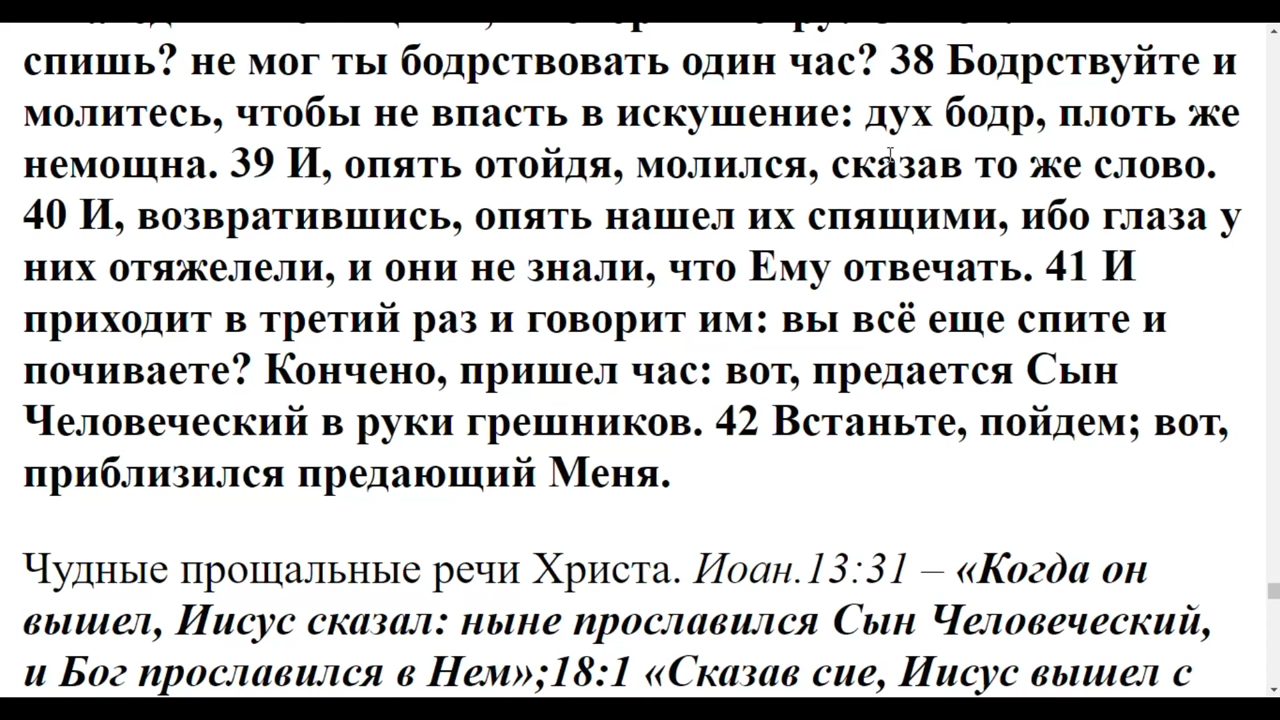 спишь? не мог ты бодрствовать один час? 38 Бодрствуйте и
молитесь, чтобы не впасть в искушение: дух бодр, плоть же
немощна. 39 И, опять отойдя, молился, сказав то же слово.
40 И, возвратившись, опять нашел их спящими, ибо глаза у
них отяжелели, и они не знали, что Ему отвечать. 41 И
приходит в третий раз и говорит им: вы всё еще спите и
почиваете? Кончено, пришел час: вот, предается Сын
Человеческий в руки грешников. 42 Встаньте, пойдем; вот,
приблизился предающий Меня.
Чудные прощальные речи Христа. Иоан.13:31 – «Когда он
вышел, Иисус сказал: ныне прославился Сын Человеческий,
и Бог прославился в Нем»;18:1 «Сказав сие, Иисус вышел с